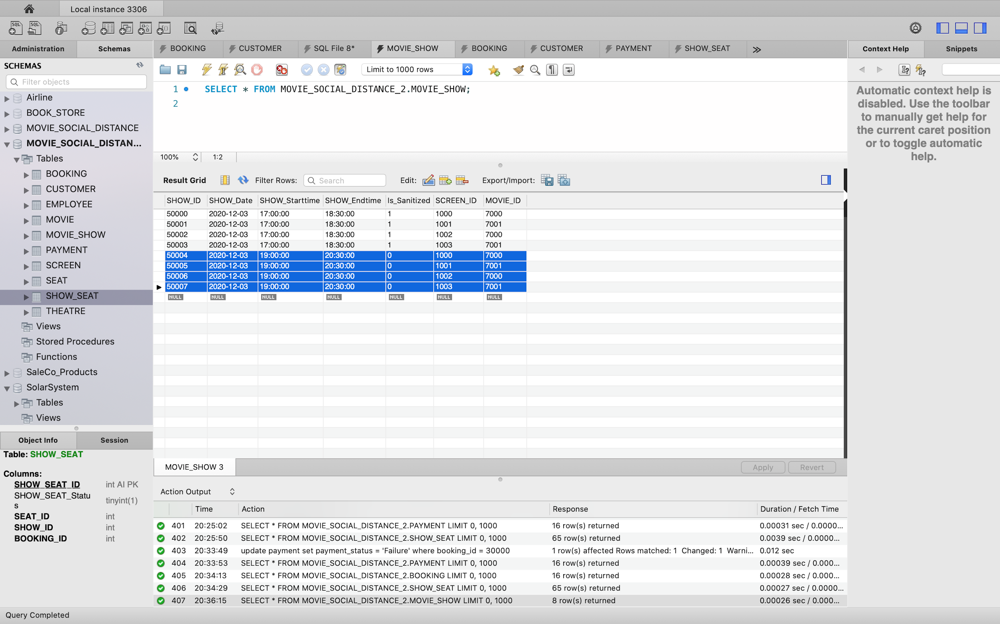 Local instance 3306
Administration Schemas
BOOKING CUSTOMER SQL File 8* MOVIE_SHOW BOOKING CUSTOMER PAYMENT SHOW_SEAT
Context Help Snippets
SCHEMAS
Filter objects
Airline
BOOK_STORE
MOVIE_SOCIAL_DISTANCE
MOVIE_SOCIAL_DISTAN...
Tables
BOOKING
CUSTOMER
EMPLOYEE
MOVIE
MOVIE_SHOW
PAYMENT
SCREEN
SEAT
SHOW_SEAT
THEATRE
Views
Stored Procedures
Functions
SaleCo_Products
SolarSystem
Tables
Views
Object Info Session
Table: SHOW_SEAT
Columns:
SHOW_SEAT_ID int AI PK
SHOW_SEAT_Statu
s tinyint(1)
SEAT_ID int
SHOW_ID int
BOOKING_ID int
Limit to 1000 rows
1 SELECT * FROM MOVIE_SOCIAL_DISTANCE_2.MOVIE_SHOW;
2
100% 1:2
Result Grid Filter Rows: Search Edit: Export/Import:
SHOW_ID SHOW_Date SHOW_Starttime SHOW_Endtime Is_Sanitized SCREEN_ID MOVIE_ID
50000 2020-12-03 17:00:00 18:30:00 1 1000 7000
50001 2020-12-03 17:00:00 18:30:00 1 1001 7001
50002 2020-12-03 17:00:00 18:30:00 1 1002 7000
50003 2020-12-03 17:00:00 18:30:00 1 1003 7001
50004 2020-12-03 19:00:00 20:30:00 0 1000 7000
50005 2020-12-03 19:00:00 20:30:00 0 1001 7001
50006 2020-12-03 19:00:00 20:30:00 0 1002 7000
50007 2020-12-03 19:00:00 20:30:00 0 1003 7001
NULL NULL NULL NULL NULL NULL NULL
MOVIE_SHOW 3 Apply Revert
Action Output
Time Action Response Duration / Fetch Time
401 20:25:02 SELECT * FROM MOVIE_SOCIAL_DISTANCE_2.PAYMENT LIMIT 0, 1000 16 row(s) returned 0.00031 sec / 0.0000...
402 20:25:50 SELECT * FROM MOVIE_SOCIAL_DISTANCE_2.SHOW_SEAT LIMIT 0, 1000 65 row(s) returned 0.0039 sec / 0.0000...
403 20:33:49 update payment set payment_status = 'Failure' where booking_id = 30000 1 row(s) affected Rows matched: 1 Changed: 1 Warni... 0.012 sec
404 20:33:53 SELECT * FROM MOVIE_SOCIAL_DISTANCE_2.PAYMENT LIMIT 0, 1000 16 row(s) returned 0.00039 sec / 0.000...
405 20:34:13 SELECT * FROM MOVIE_SOCIAL_DISTANCE_2.BOOKING LIMIT 0, 1000 16 row(s) returned 0.00028 sec / 0.000...
406 20:34:29 SELECT * FROM MOVIE_SOCIAL_DISTANCE_2.SHOW_SEAT LIMIT 0, 1000 65 row(s) returned 0.00027 sec / 0.0000...
407 20:36:15 SELECT * FROM MOVIE_SOCIAL_DISTANCE_2.MOVIE_SHOW LIMIT 0, 1000 8 row(s) returned 0.00026 sec / 0.000...
Automatic context help is
disabled. Use the toolbar
to manually get help for
the current caret position
or to toggle automatic
help.
Query Completed